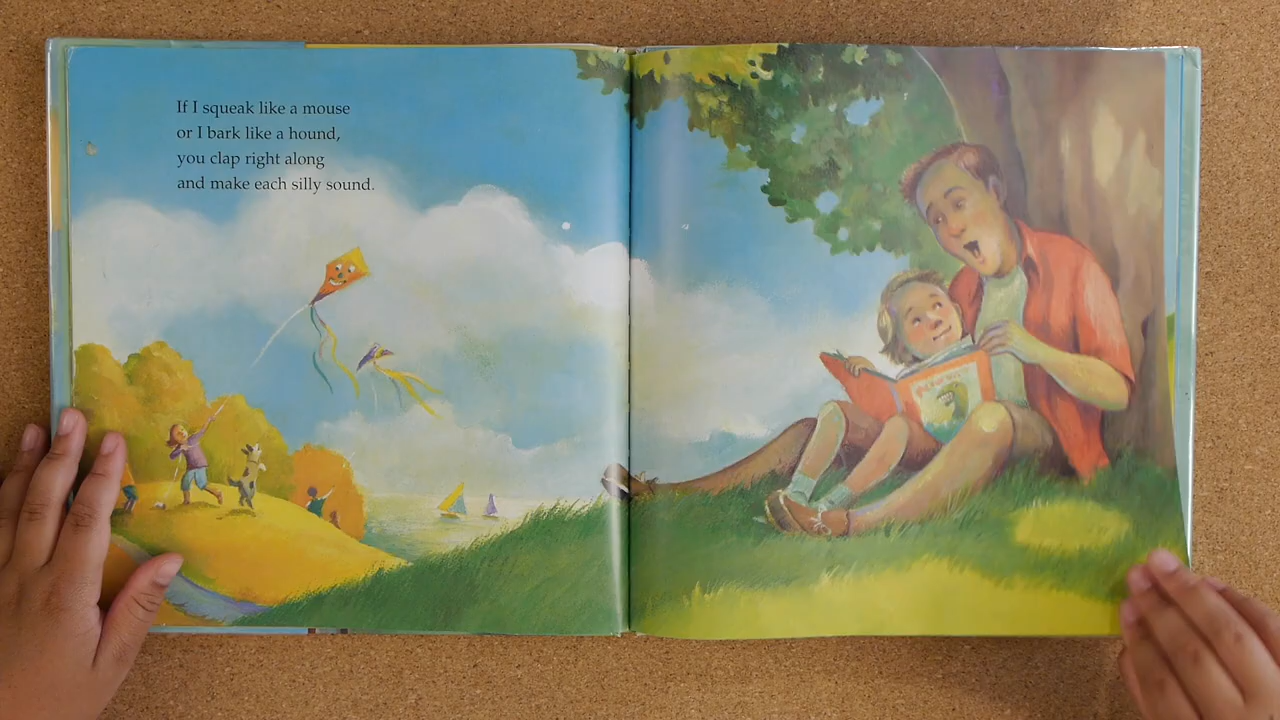 If I squeak like a mouse
or I bark like a hound,
you clap right along
and make each silly sound.